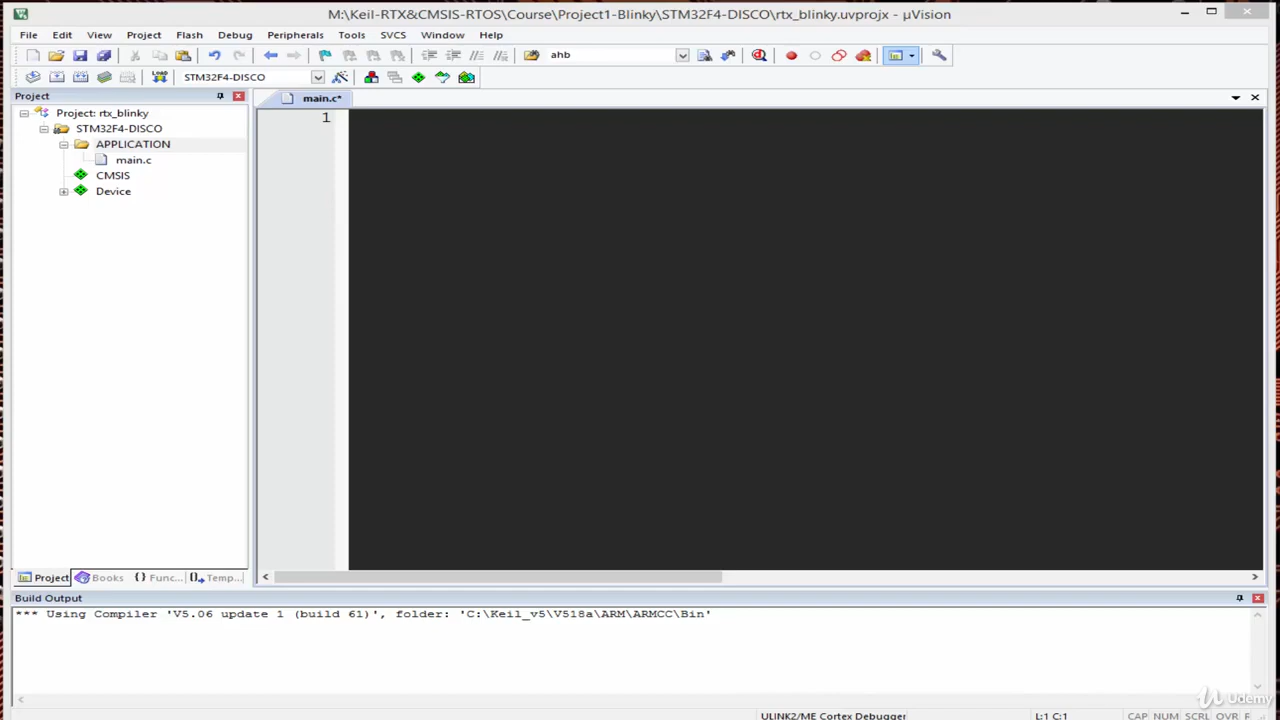 M:\Keil-RTX&CMSIS-RTOS\Course\Project1-Blinky\STM32F4-DISCO\rtx_blinky.uvprojx - µVision
File Edit View Project Flash Debug Peripherals Tools SVCS Window Help
ahb
LOAD STM32F4-DISCO
Project
main.c*
Project: rtx_blinky
STM32F4-DISCO
APPLICATION
main.c
CMSIS
Device
1
Project Books {} Func... {} Temp...
Build Output
*** Using Compiler 'V5.06 update 1 (build 61)', folder: 'C:\Keil_v5\V518a\ARM\ARMCC\Bin'
Udemy
ULINK2/ME Cortex Debugger L:1 C:1 CAP NUM SCRL OVR R